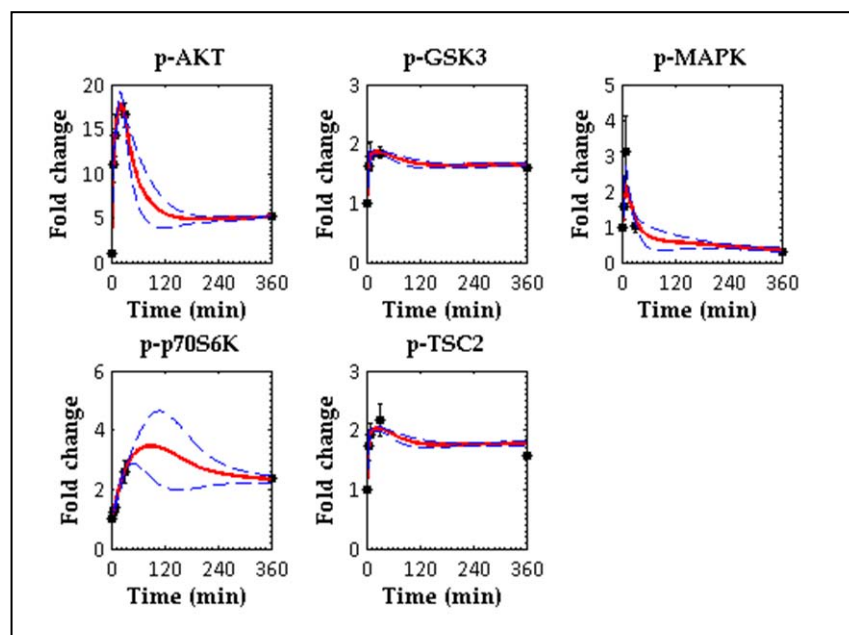 p-AKT
20
15
10
5
0
Fold change
0 120 240 360
Time (min)
p-GSK3
3
2
1
0
Fold change
0 120 240 360
Time (min)
p-MAPK
5
4
3
2
1
0
Fold change
0 120 240 360
Time (min)
p-p70S6K
6
4
2
0
Fold change
0 120 240 360
Time (min)
p-TSC2
3
2
1
0
Fold change
0 120 240 360
Time (min)